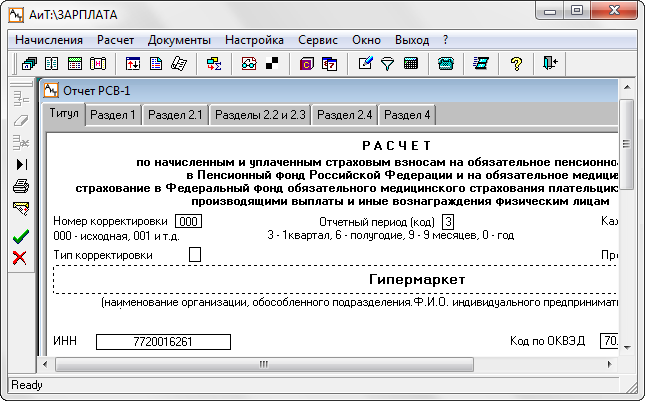 АиТ:\ЗАРПЛАТА
Начисления Расчет Документы Настройка Сервис Окно Выход ?
Отчет РСВ-1
Титул Раздел 1 Раздел 2.1 Разделы 2.2 и 2.3 Раздел 2.4 Раздел 4
Р А С Ч Е Т
по начисленным и уплаченным страховым взносам на обязательное пенсионно
в Пенсионный фонд Российской Федерации и на обязательное медици
страхование в Федеральный фонд обязательного медицинского страхования плательщик
производящими выплаты и иные вознаграждения физическим лицам
Номер корректировки 000 Отчетный период (код) 3 Кал
000 - исходная, 001 и т.д. 3 - 1квартал, 6 - полугодие, 9 - 9 месяцев, 0 - год
Тип корректировки Пре
Гипермаркет
(наименование организации, обособленного подразделения.Ф.И.О. индивидуального предпринимат
ИНН 7720016261 Код по ОКВЭД 70.
Ready